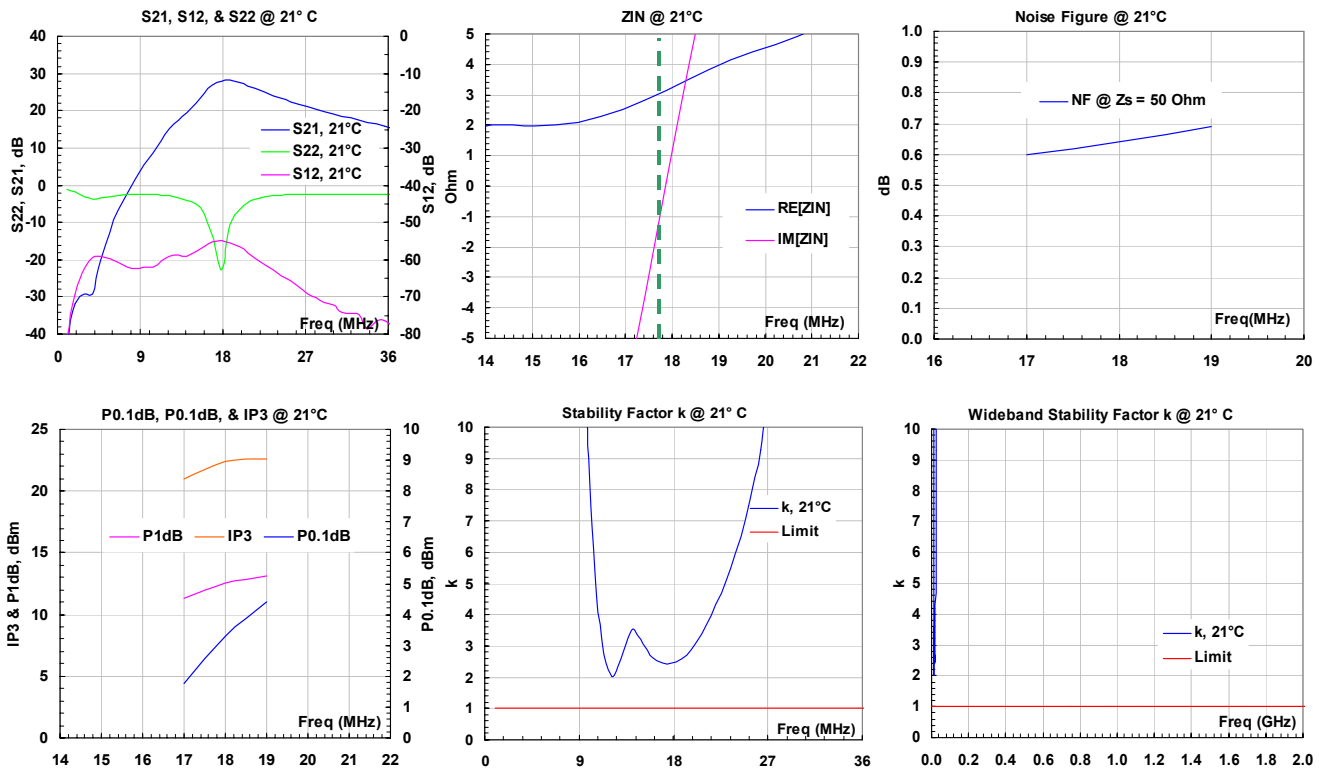 S21, S12, & S22 @ 21° C
40
30
20
10
0
-10
-20
-30
-40
S22, S21, dB
0
-10
-20
-30
-40
-50
-60
-70
-80
S12, dB
S21, 21°C
S22, 21°C
S12, 21°C
Freq (MHz)
0 9 18 27 36
ZIN @ 21°C
5
4
3
2
1
0
-1
-2
-3
-4
-5
Ohm
RE[ZIN]
IM[ZIN]
Freq (MHz)
14 15 16 17 18 19 20 21 22
Noise Figure @ 21°C
1.0
0.9
0.8
0.7
0.6
0.5
0.4
0.3
0.2
0.1
0.0
dB
NF @ Zs = 50 Ohm
Freq(MHz)
16 17 18 19 20
P0.1dB, P0.1dB, & IP3 @ 21°C
25
20
15
10
5
0
IP3 & P1dB, dBm
10
9
8
7
6
5
4
3
2
1
0
P0.1dB, dBm
P1dB IP3 P0.1dB
Freq (MHz)
14 15 16 17 18 19 20 21 22
Stability Factor k @ 21° C
10
9
8
7
6
5
4
3
2
1
0
k
k, 21°C
Limit
Freq (MHz)
0 9 18 27 36
Wideband Stability Factor k @ 21° C
10
9
8
7
6
5
4
3
2
1
0
k
k, 21°C
Limit
Freq (GHz)
0.0 0.2 0.4 0.6 0.8 1.0 1.2 1.4 1.6 1.8 2.0